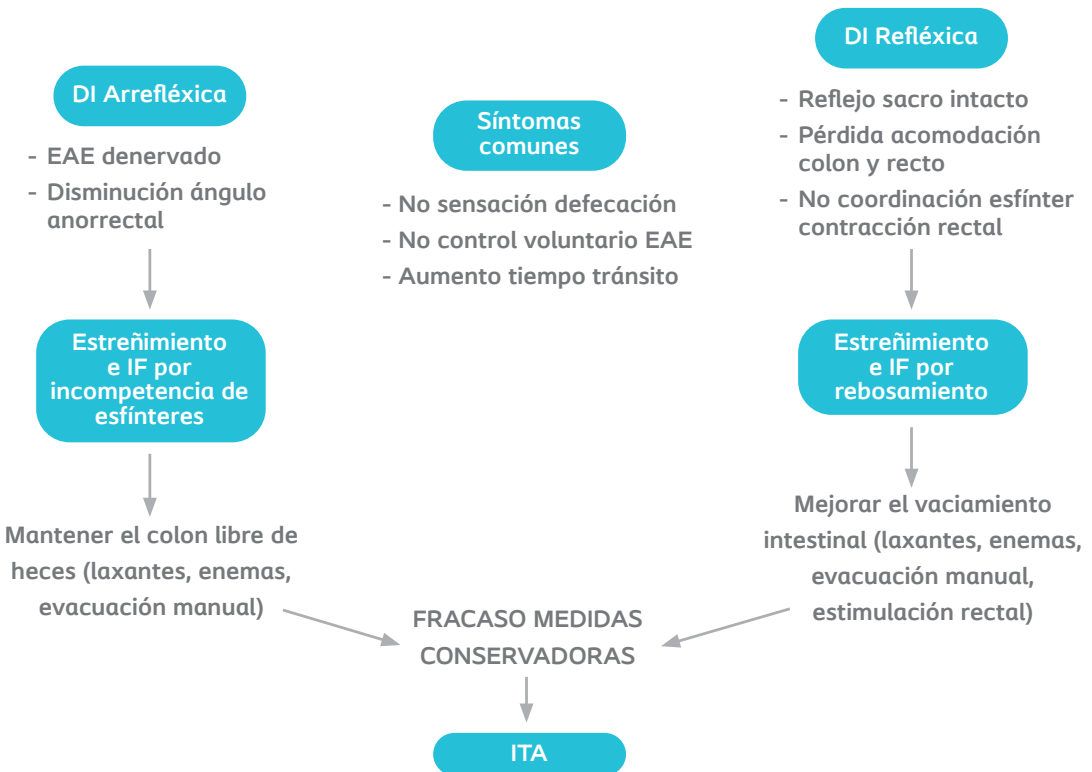 DI Arrefléxica
- EAE denervado
- Disminución ángulo
anorrectal
Estreñimiento
e IF por
incompetencia de
esfínteres
Mantener el colon libre de
heces (laxantes, enemas,
evacuación manual)
Síntomas
comunes
- No sensación defecación
- No control voluntario EAE
- Aumento tiempo tránsito
DI Refléxica
- Reflejo sacro intacto
- Pérdida acomodación
colon y recto
- No coordinación esfínter
contracción rectal
Estreñimiento
e IF por
rebosamiento
Mejorar el vaciamiento
intestinal (laxantes, enemas,
evacuación manual,
estimulación rectal)
FRACASO MEDIDAS
CONSERVADORAS
ITA